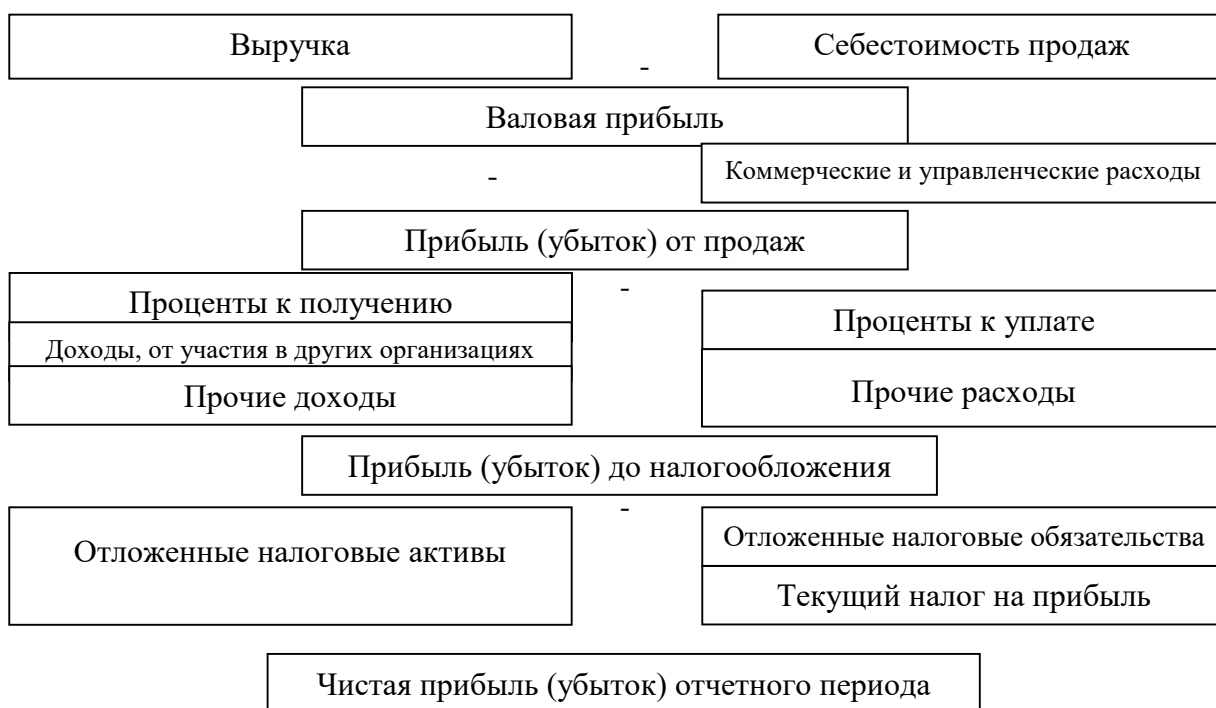 Выручка
-
Себестоимость продаж
Валовая прибыль
-
Коммерческие и управленческие расходы
Прибыль (убыток) от продаж
Проценты к получению
Доходы, от участия в других организациях
Прочие доходы
-
Проценты к уплате
Прочие расходы
Прибыль (убыток) до налогообложения
Отложенные налоговые активы
-
Отложенные налоговые обязательства
Текущий налог на прибыль
Чистая прибыль (убыток) отчетного периода